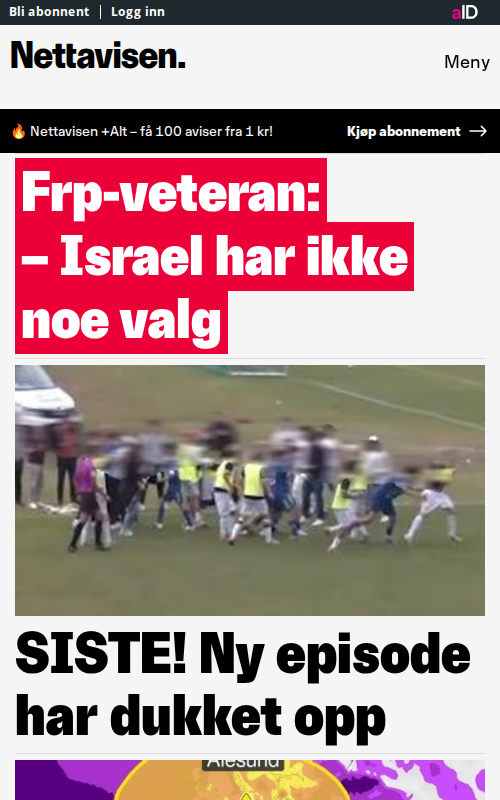 Bli abonnent | Logg inn
aID
Nettavisen.
Meny
🔥 Nettavisen +Alt – få 100 aviser fra 1 kr!
Kjøp abonnement →
Frp-veteran:
– Israel har ikke
noe valg
SISTE! Ny episode
har dukket opp
Ålesund